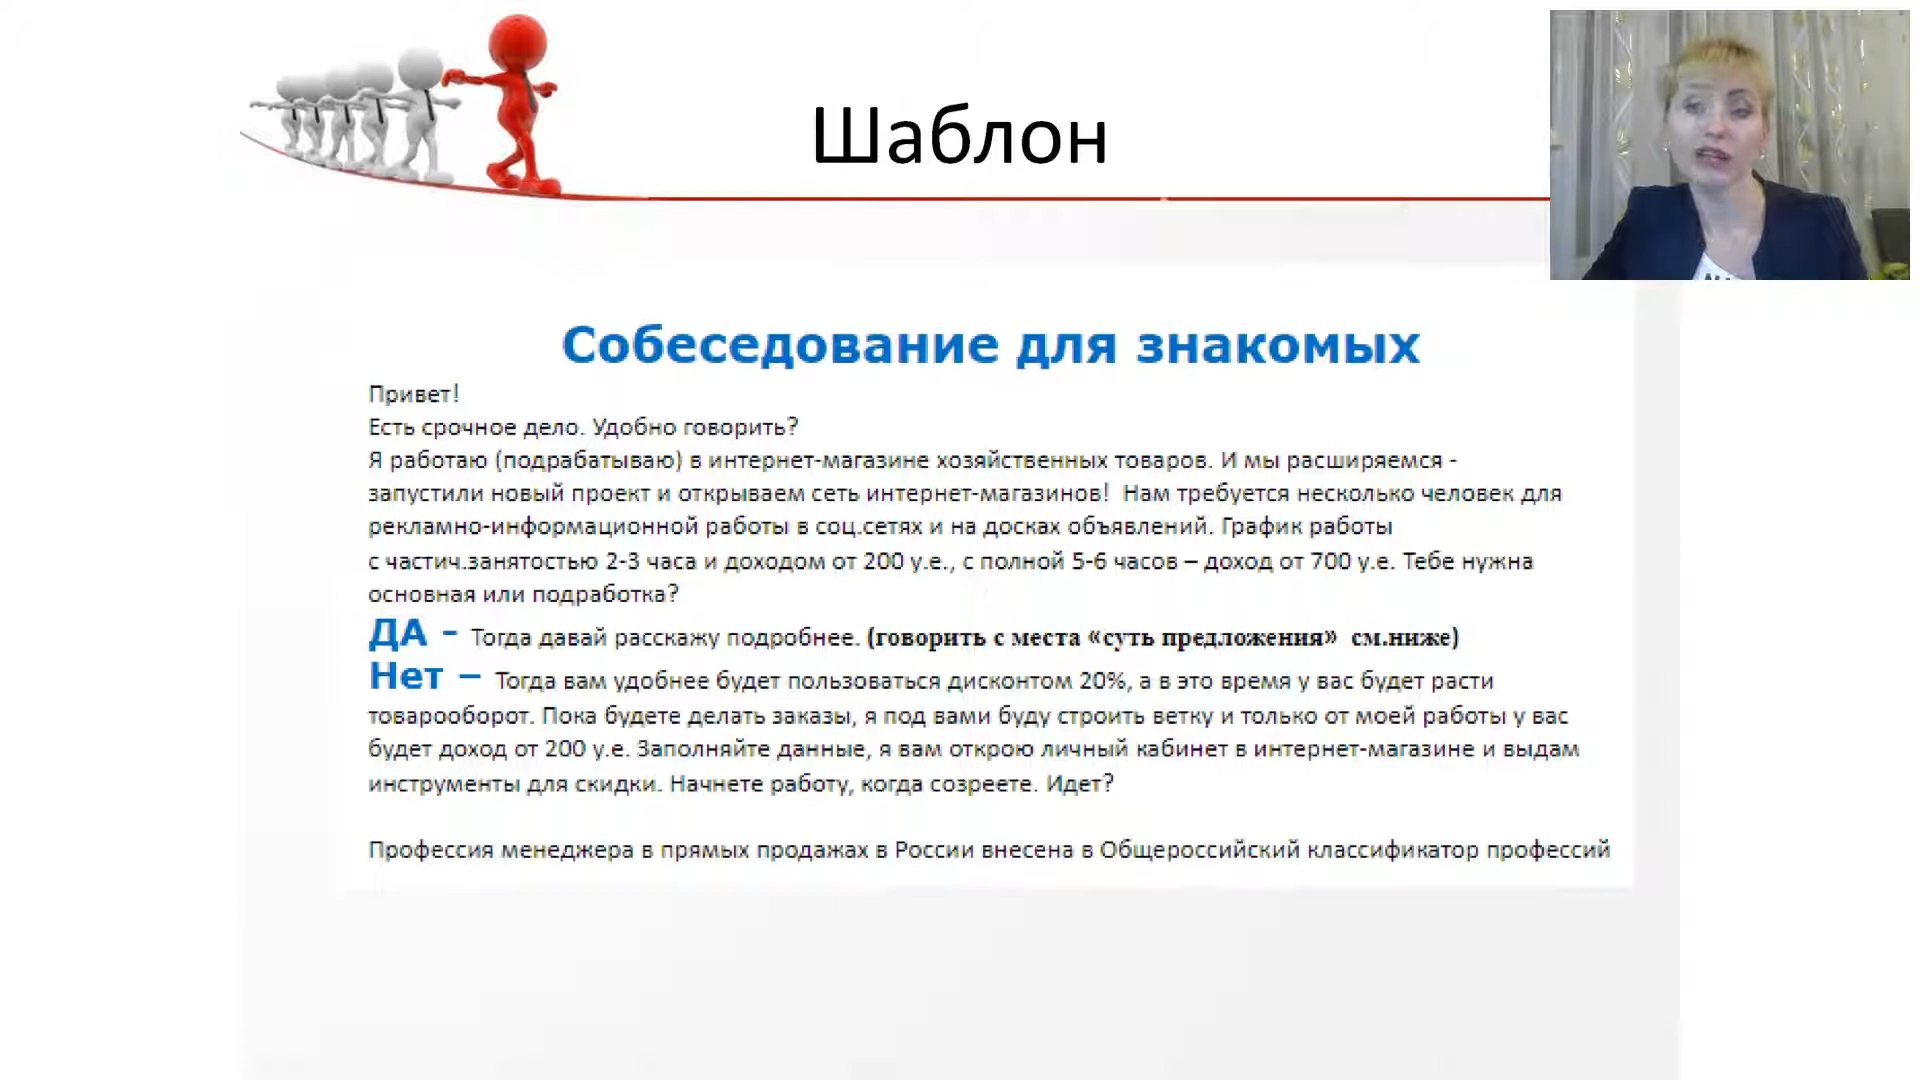 Шаблон
Собеседование для знакомых
Привет!
Есть срочное дело. Удобно говорить?
Я работаю (подрабатываю) в интернет-магазине хозяйственных товаров. И мы расширяемся -
запустили новый проект и открываем сеть интернет-магазинов!  Нам требуется несколько человек для
рекламно-информационной работы в соц.сетях и на досках объявлений. График работы
с частич.занятостью 2-3 часа и доходом от 200 у.е., с полной 5-6 часов – доход от 700 у.е. Тебе нужна
основная или подработка?
ДА - Тогда давай расскажу подробнее. (говорить с места «суть предложения»  см.ниже)
Нет – Тогда вам удобнее будет пользоваться дисконтом 20%, а в это время у вас будет расти
товарооборот. Пока будете делать заказы, я под вами буду строить ветку и только от моей работы у вас
будет доход от 200 у.е. Заполняйте данные, я вам открою личный кабинет в интернет-магазине и выдам
инструменты для скидки. Начнете работу, когда созреете. Идет?
Профессия менеджера в прямых продажах в России внесена в Общероссийский классификатор профессий